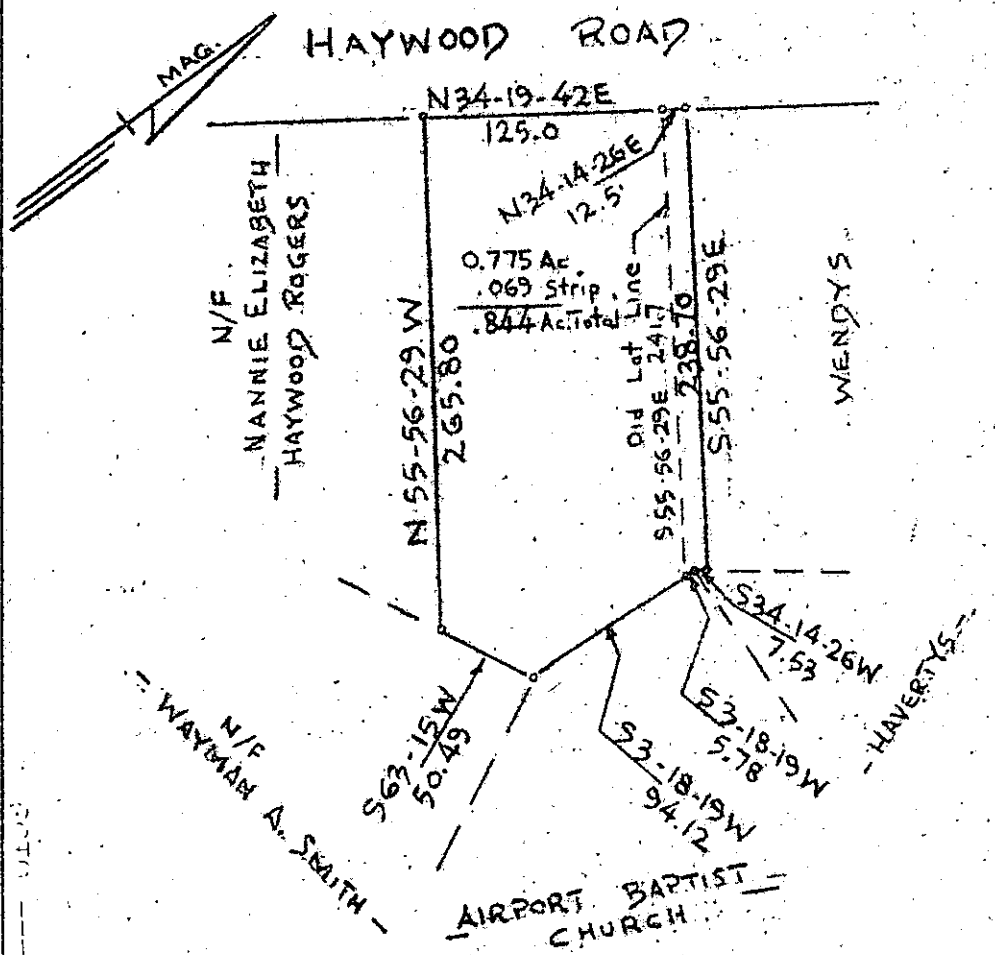 HAYWOOD ROAD
MAG.
N34-19-42E
125.0
N34-14-26E
12.5'
N/F
NANNIE ELIZABETH
HAYWOOD ROGERS
0.775 Ac.
.069 Strip
.844 Ac.Total
N 55-56-29 W
265.80
Old Lot Line
S55-56-29E 241.7
238.70
S55-56-29E
WENDYS
S34-14-26W
7.53
S3-18-19W
5.78
S3-18-19W
94.12
S63-15W
50.49
HAVERTYS
N/F
WAYMAN A. SMITH
AIRPORT BAPTIST
CHURCH